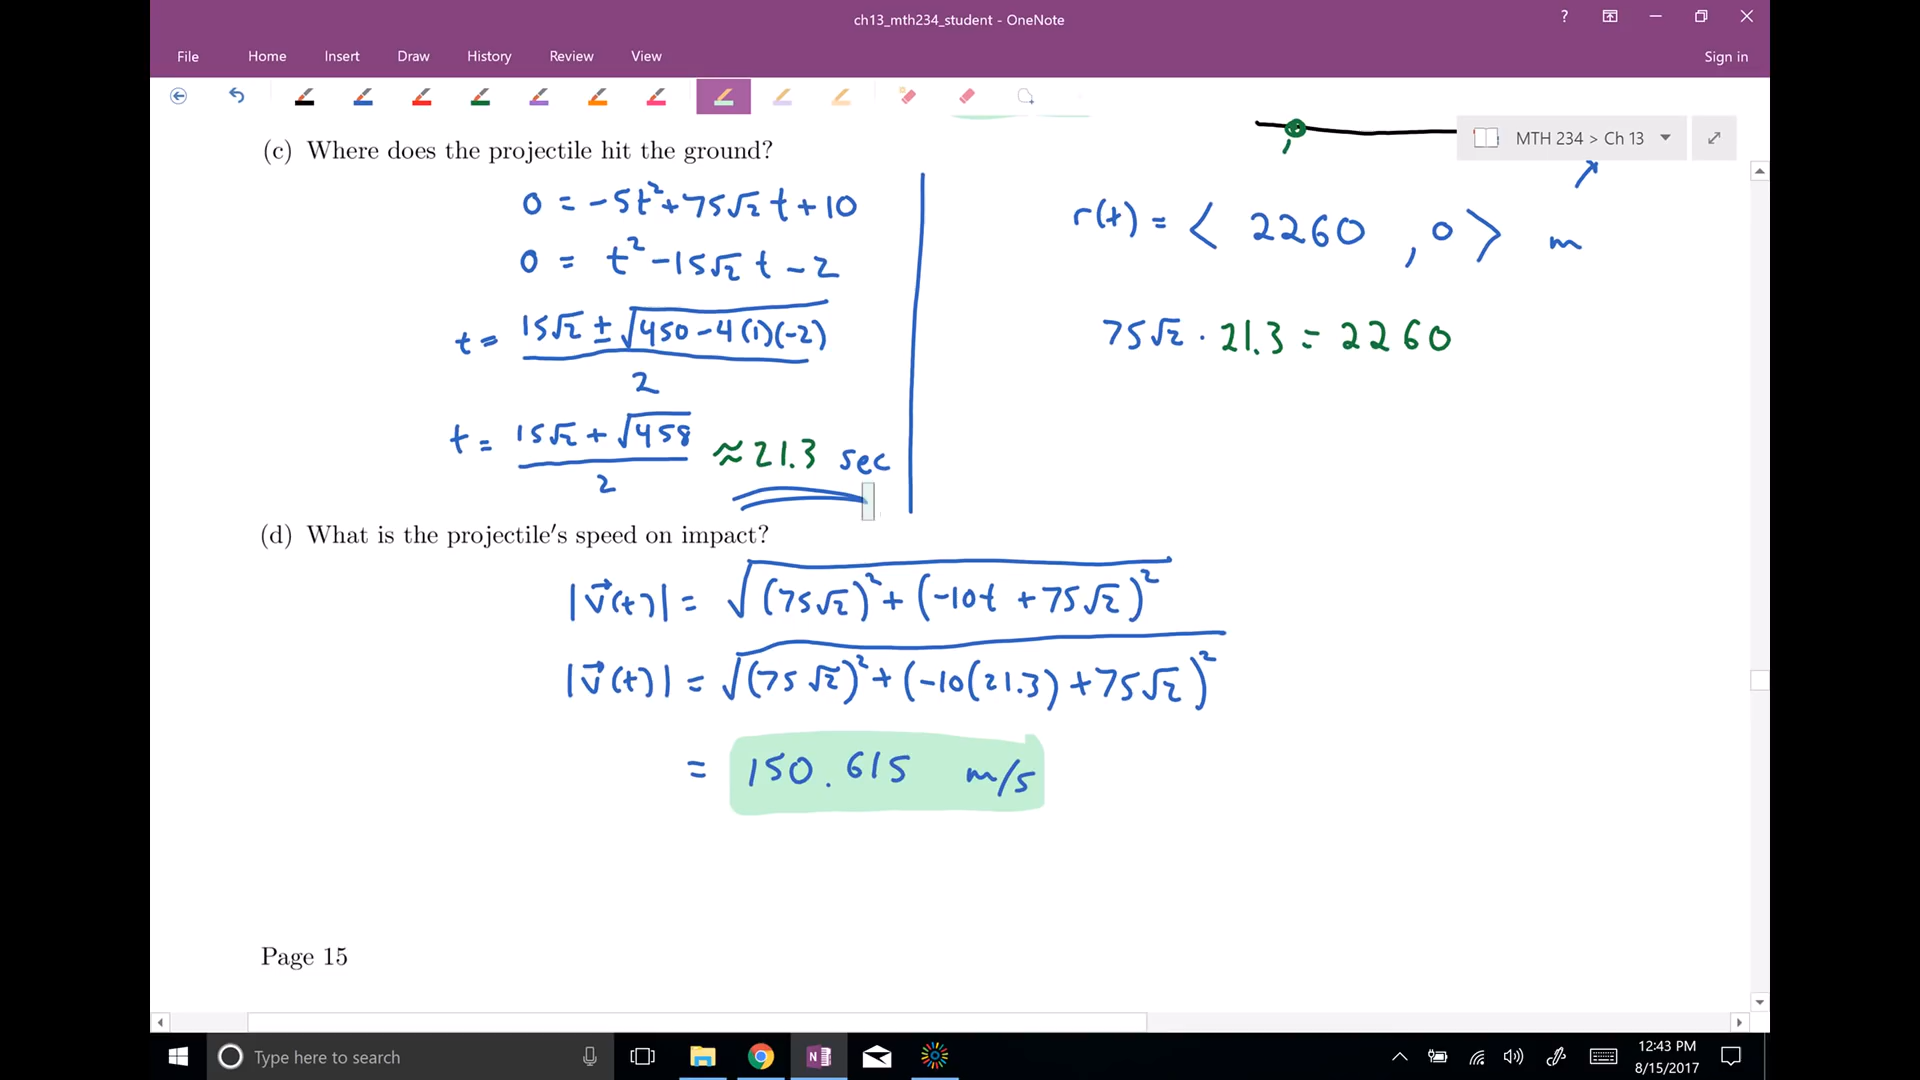 ch13_mth234_student - OneNote
File Home Insert Draw History Review View Sign in
MTH 234 > Ch 13
(c) Where does the projectile hit the ground?
0 = -5t²+75√2 t+10
0 = t²-15√2 t-2
t= 15√2 ± √450-4(1)(-2)
2
t= 15√2 + √458
2
≈21.3 sec
r(t) = < 2260 , 0 > m
75√2 · 21.3 = 2260
(d) What is the projectile's speed on impact?
|v⃗(t)| = √(75√2)²+(-10t +75√2)²
|v⃗(t)| = √(75√2)²+(-10(21.3)+75√2)²
= 150.615 m/s
Page 15
Type here to search
12:43 PM
8/15/2017